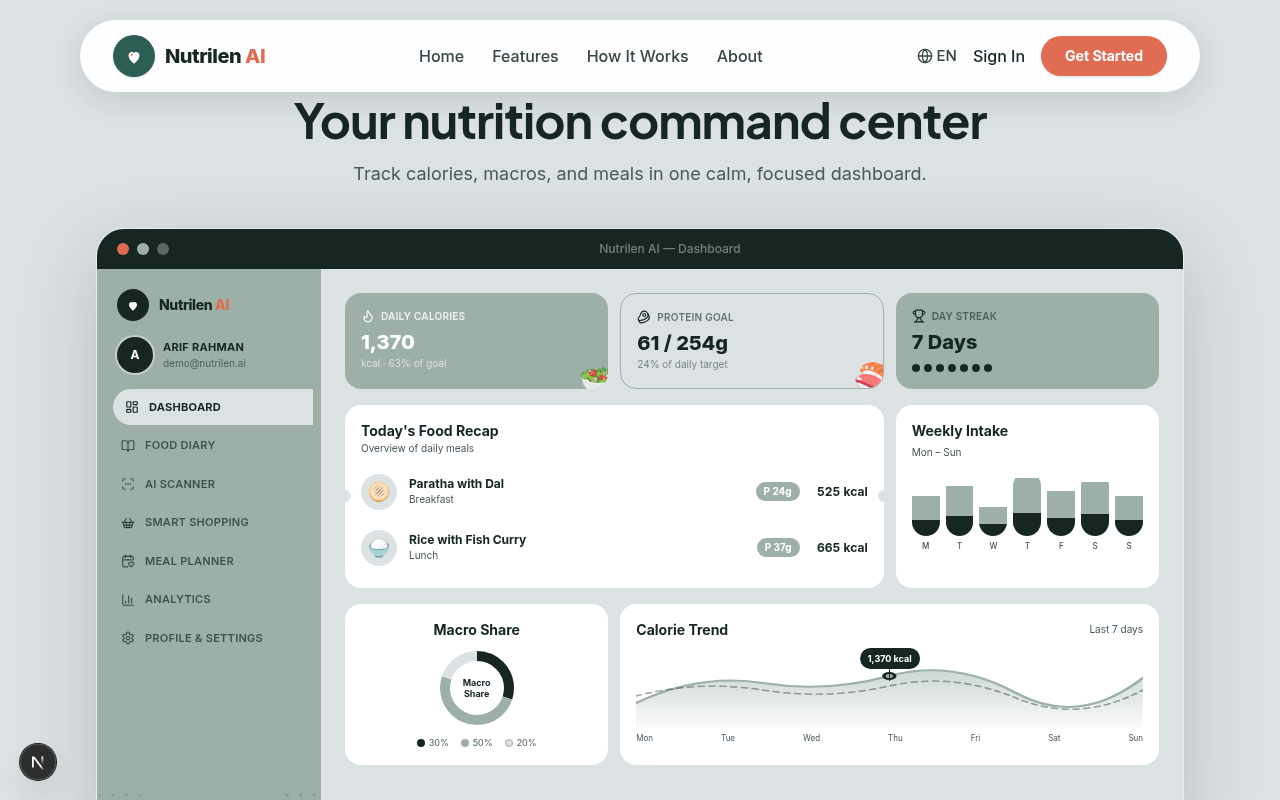 Nutrilen AI
Home
Features
How It Works
About
EN
Sign In
Get Started
Your nutrition command center
Track calories, macros, and meals in one calm, focused dashboard.
Nutrilen AI — Dashboard
Nutrilen AI
A
ARIF RAHMAN
demo@nutrilen.ai
DASHBOARD
FOOD DIARY
AI SCANNER
SMART SHOPPING
MEAL PLANNER
ANALYTICS
PROFILE & SETTINGS
DAILY CALORIES
1,370
kcal · 63% of goal
PROTEIN GOAL
61 / 254g
24% of daily target
DAY STREAK
7 Days
Today's Food Recap
Overview of daily meals
Paratha with Dal
Breakfast
P 24g
525 kcal
Rice with Fish Curry
Lunch
P 37g
665 kcal
Weekly Intake
Mon – Sun
M T W T F S S
Macro Share
Macro
Share
30% 50% 20%
Calorie Trend
Last 7 days
1,370 kcal
Mon Tue Wed Thu Fri Sat Sun
N